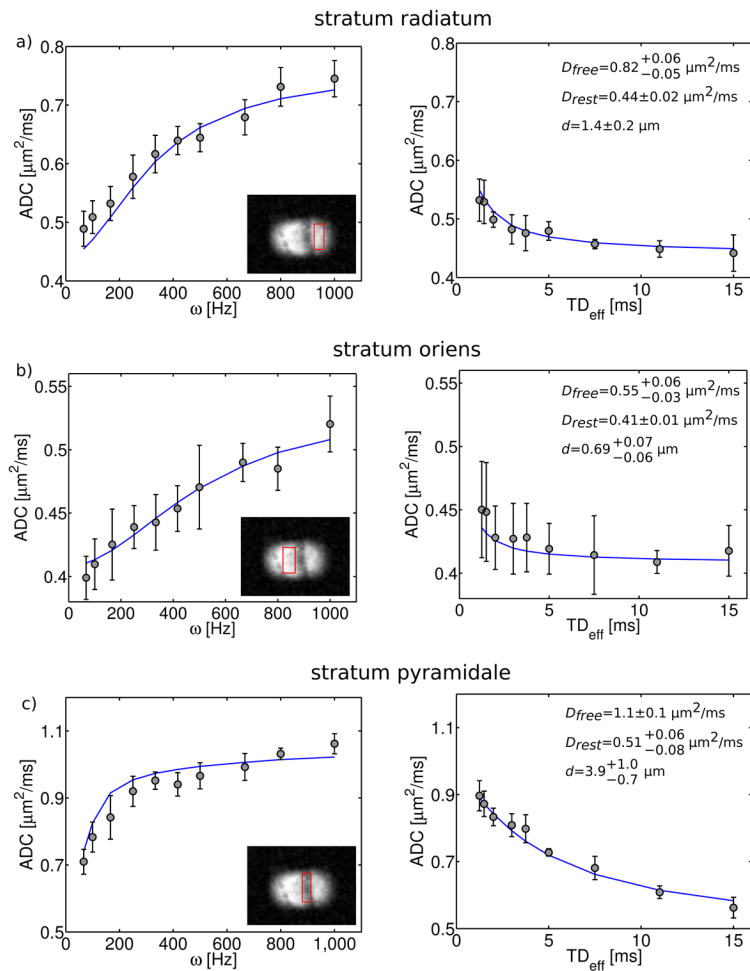 stratum radiatum
a)
0.8
0.7
0.6
0.5
0.4
ADC [μm²/ms]
0 200 400 600 800 1000
ω [Hz]
0.8
0.7
0.6
0.5
0.4
ADC [μm²/ms]
D_free=0.82 +0.06 −0.05 μm²/ms
D_rest=0.44±0.02 μm²/ms
d=1.4±0.2 μm
0 5 10 15
TD_eff [ms]
stratum oriens
b)
0.55
0.5
0.45
0.4
ADC [μm²/ms]
0 200 400 600 800 1000
ω [Hz]
0.55
0.5
0.45
0.4
ADC [μm²/ms]
D_free=0.55 +0.06 −0.03 μm²/ms
D_rest=0.41±0.01 μm²/ms
d=0.69 +0.07 −0.06 μm
0 5 10 15
TD_eff [ms]
stratum pyramidale
c)
1.1
0.9
0.7
0.5
ADC [μm²/ms]
0 200 400 600 800 1,000
ω [Hz]
1.1
0.9
0.7
0.5
ADC [μm²/ms]
D_free=1.1±0.1 μm²/ms
D_rest=0.51 +0.06 −0.08 μm²/ms
d=3.9 +1.0 −0.7 μm
0 5 10 15
TD_eff [ms]